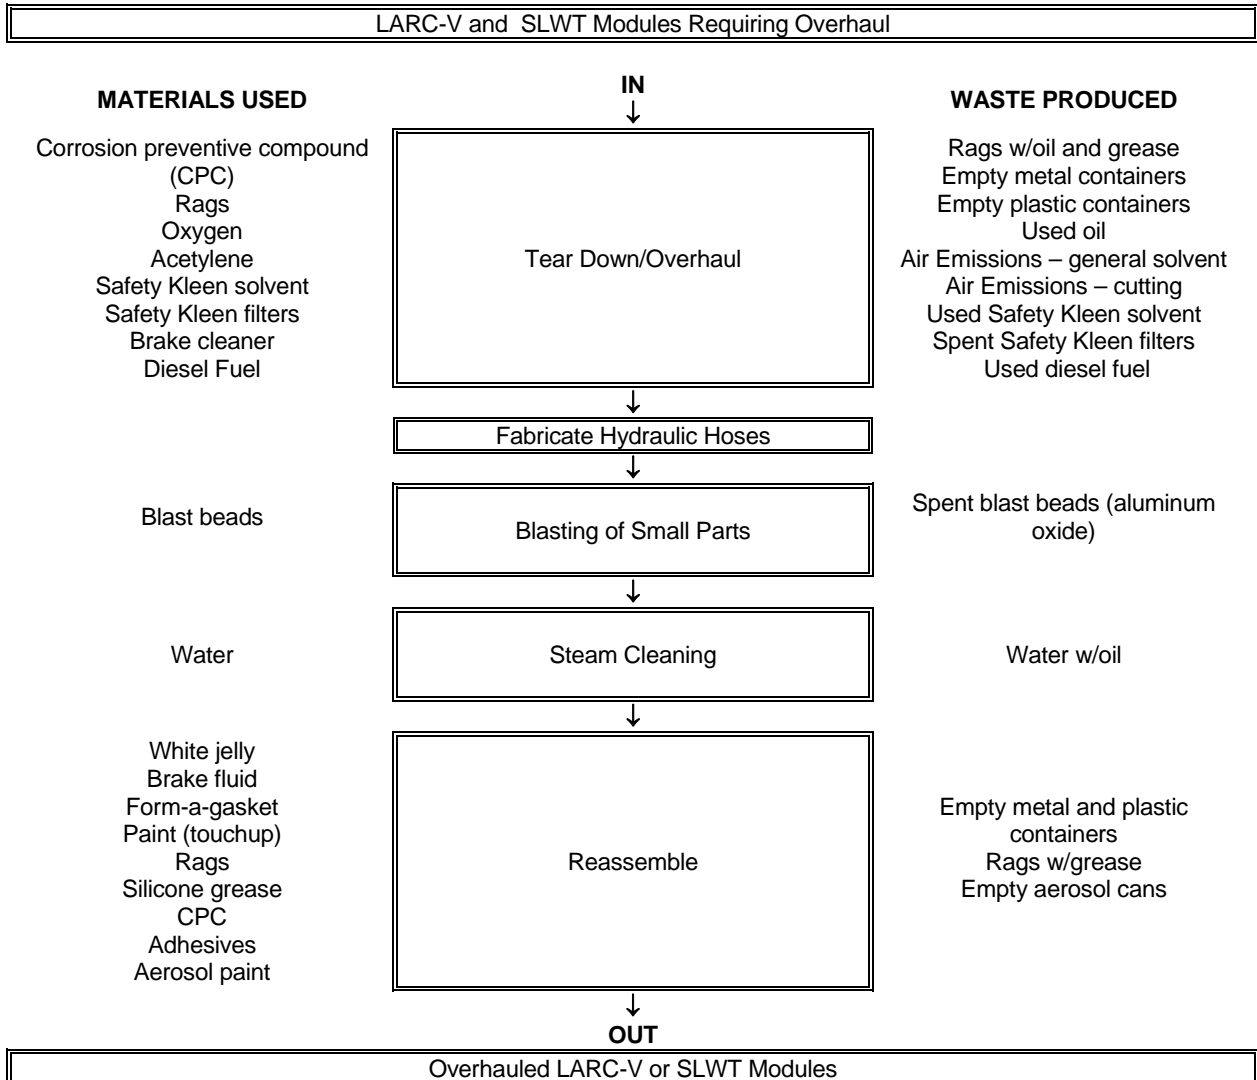 LARC-V and SLWT Modules Requiring Overhaul
IN
↓
MATERIALS USED
WASTE PRODUCED
Corrosion preventive compound
(CPC)
Rags
Oxygen
Acetylene
Safety Kleen solvent
Safety Kleen filters
Brake cleaner
Diesel Fuel
Tear Down/Overhaul
Rags w/oil and grease
Empty metal containers
Empty plastic containers
Used oil
Air Emissions – general solvent
Air Emissions – cutting
Used Safety Kleen solvent
Spent Safety Kleen filters
Used diesel fuel
↓
Fabricate Hydraulic Hoses
↓
Blast beads
Blasting of Small Parts
Spent blast beads (aluminum
oxide)
↓
Water
Steam Cleaning
Water w/oil
↓
White jelly
Brake fluid
Form-a-gasket
Paint (touchup)
Rags
Silicone grease
CPC
Adhesives
Aerosol paint
Reassemble
Empty metal and plastic
containers
Rags w/grease
Empty aerosol cans
↓
OUT
Overhauled LARC-V or SLWT Modules